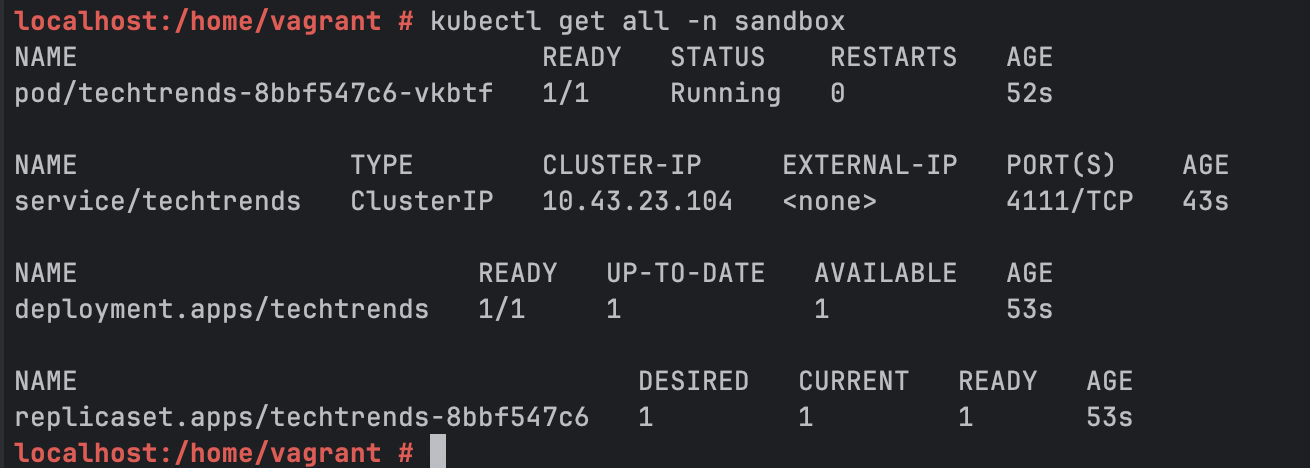 localhost:/home/vagrant # kubectl get all -n sandbox
NAME READY STATUS RESTARTS AGE
pod/techtrends-8bbf547c6-vkbtf 1/1 Running 0 52s
NAME TYPE CLUSTER-IP EXTERNAL-IP PORT(S) AGE
service/techtrends ClusterIP 10.43.23.104 <none> 4111/TCP 43s
NAME READY UP-TO-DATE AVAILABLE AGE
deployment.apps/techtrends 1/1 1 1 53s
NAME DESIRED CURRENT READY AGE
replicaset.apps/techtrends-8bbf547c6 1 1 1 53s
localhost:/home/vagrant #